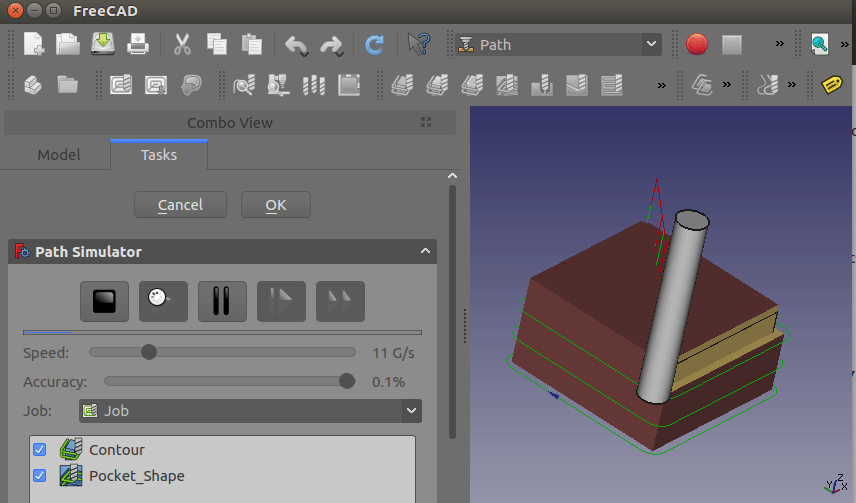 FreeCAD
Path
»
»
»
»
»
Combo View
Model
Tasks
Cancel
OK
Path Simulator
Speed:
11 G/s
Accuracy:
0.1%
Job:
Job
Contour
Pocket_Shape
Z
Y
X